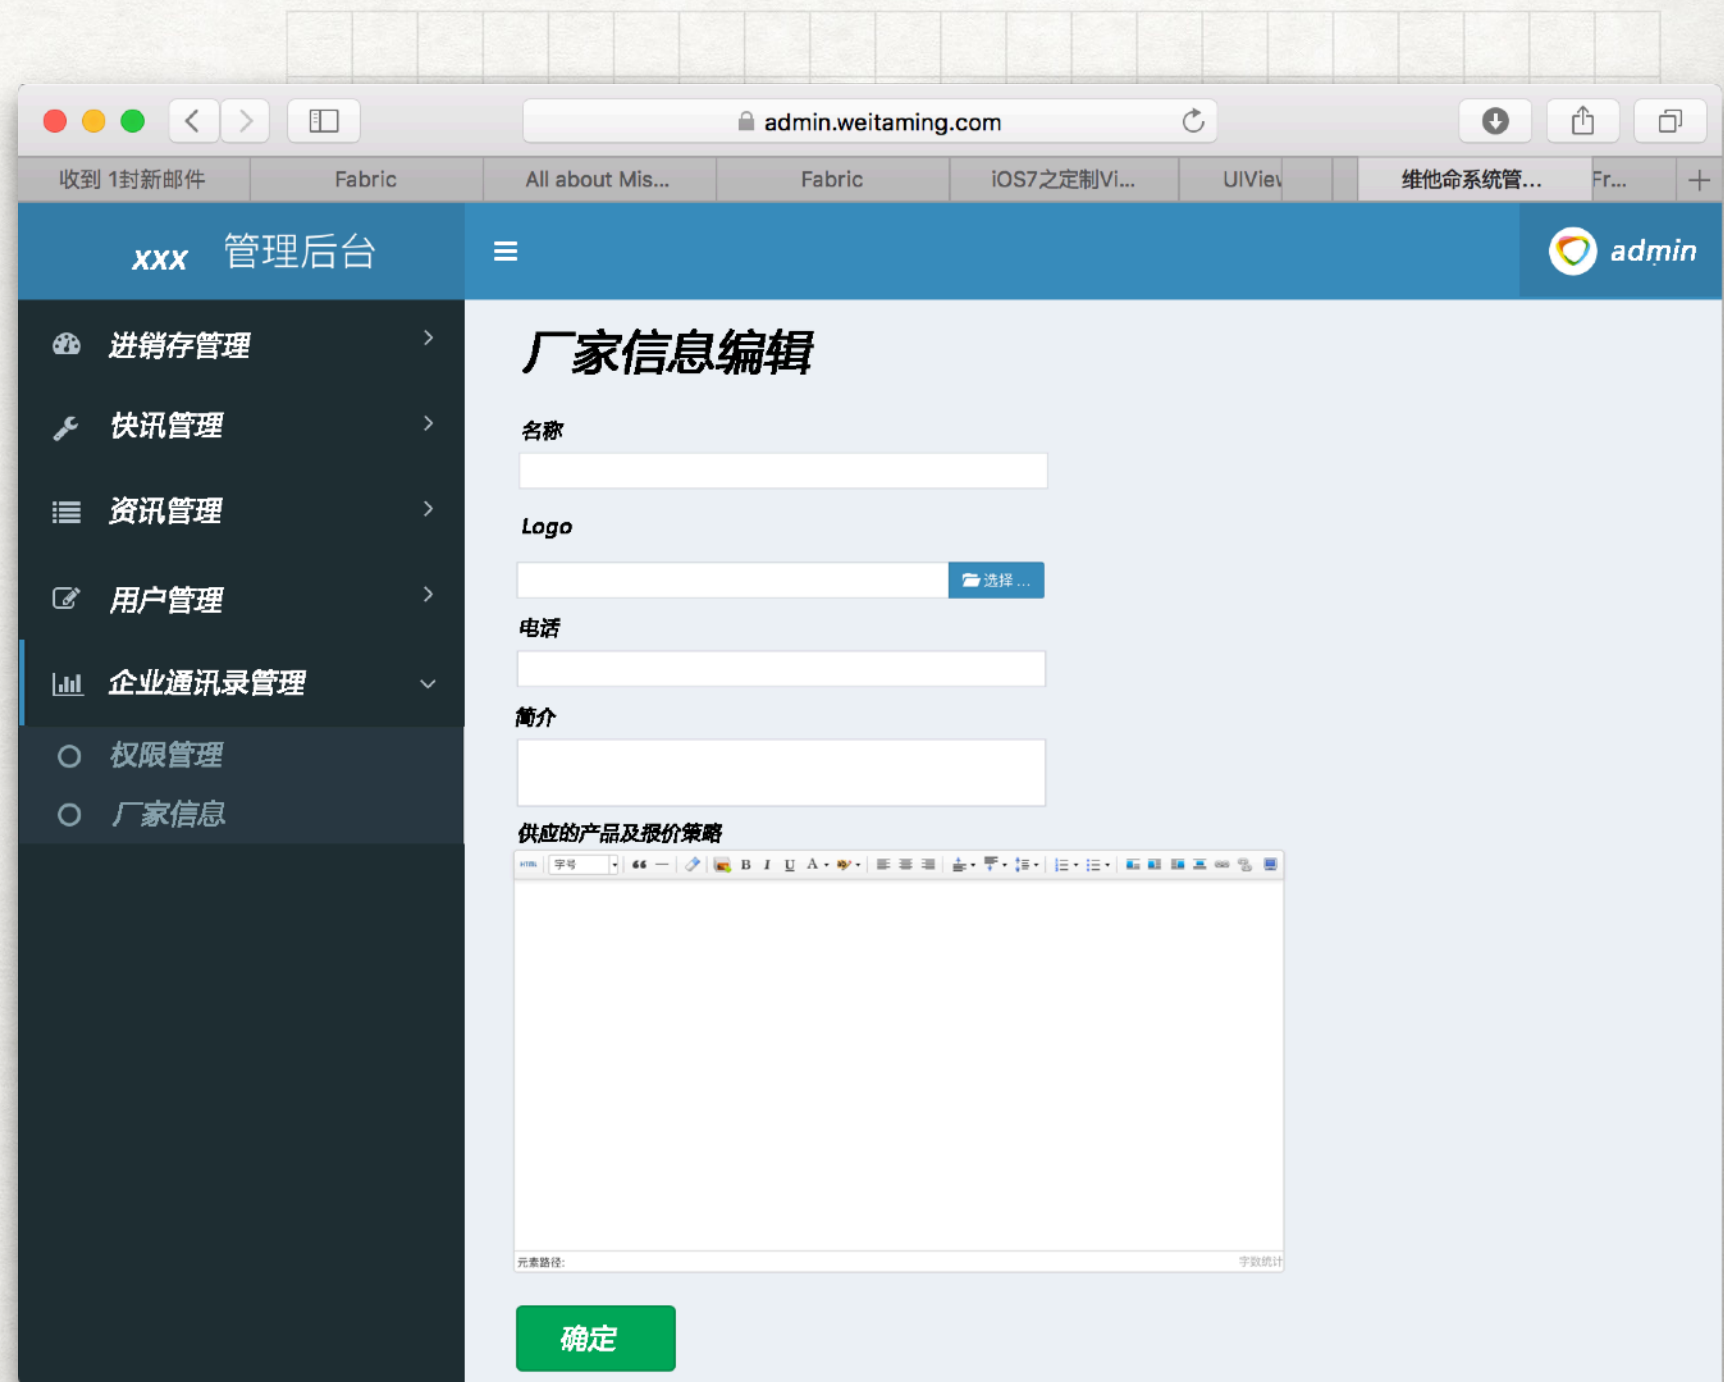 admin.weitaming.com
收到 1封新邮件
Fabric
All about Mis...
Fabric
iOS7之定制Vi...
UIView
维他命系统管...
Fr...
xxx 管理后台
admin
进销存管理
快讯管理
资讯管理
用户管理
企业通讯录管理
权限管理
厂家信息
厂家信息编辑
名称
Logo
选择 ...
电话
简介
供应的产品及报价策略
HTML 字号 B I U A
元素路径:
字数统计
确定